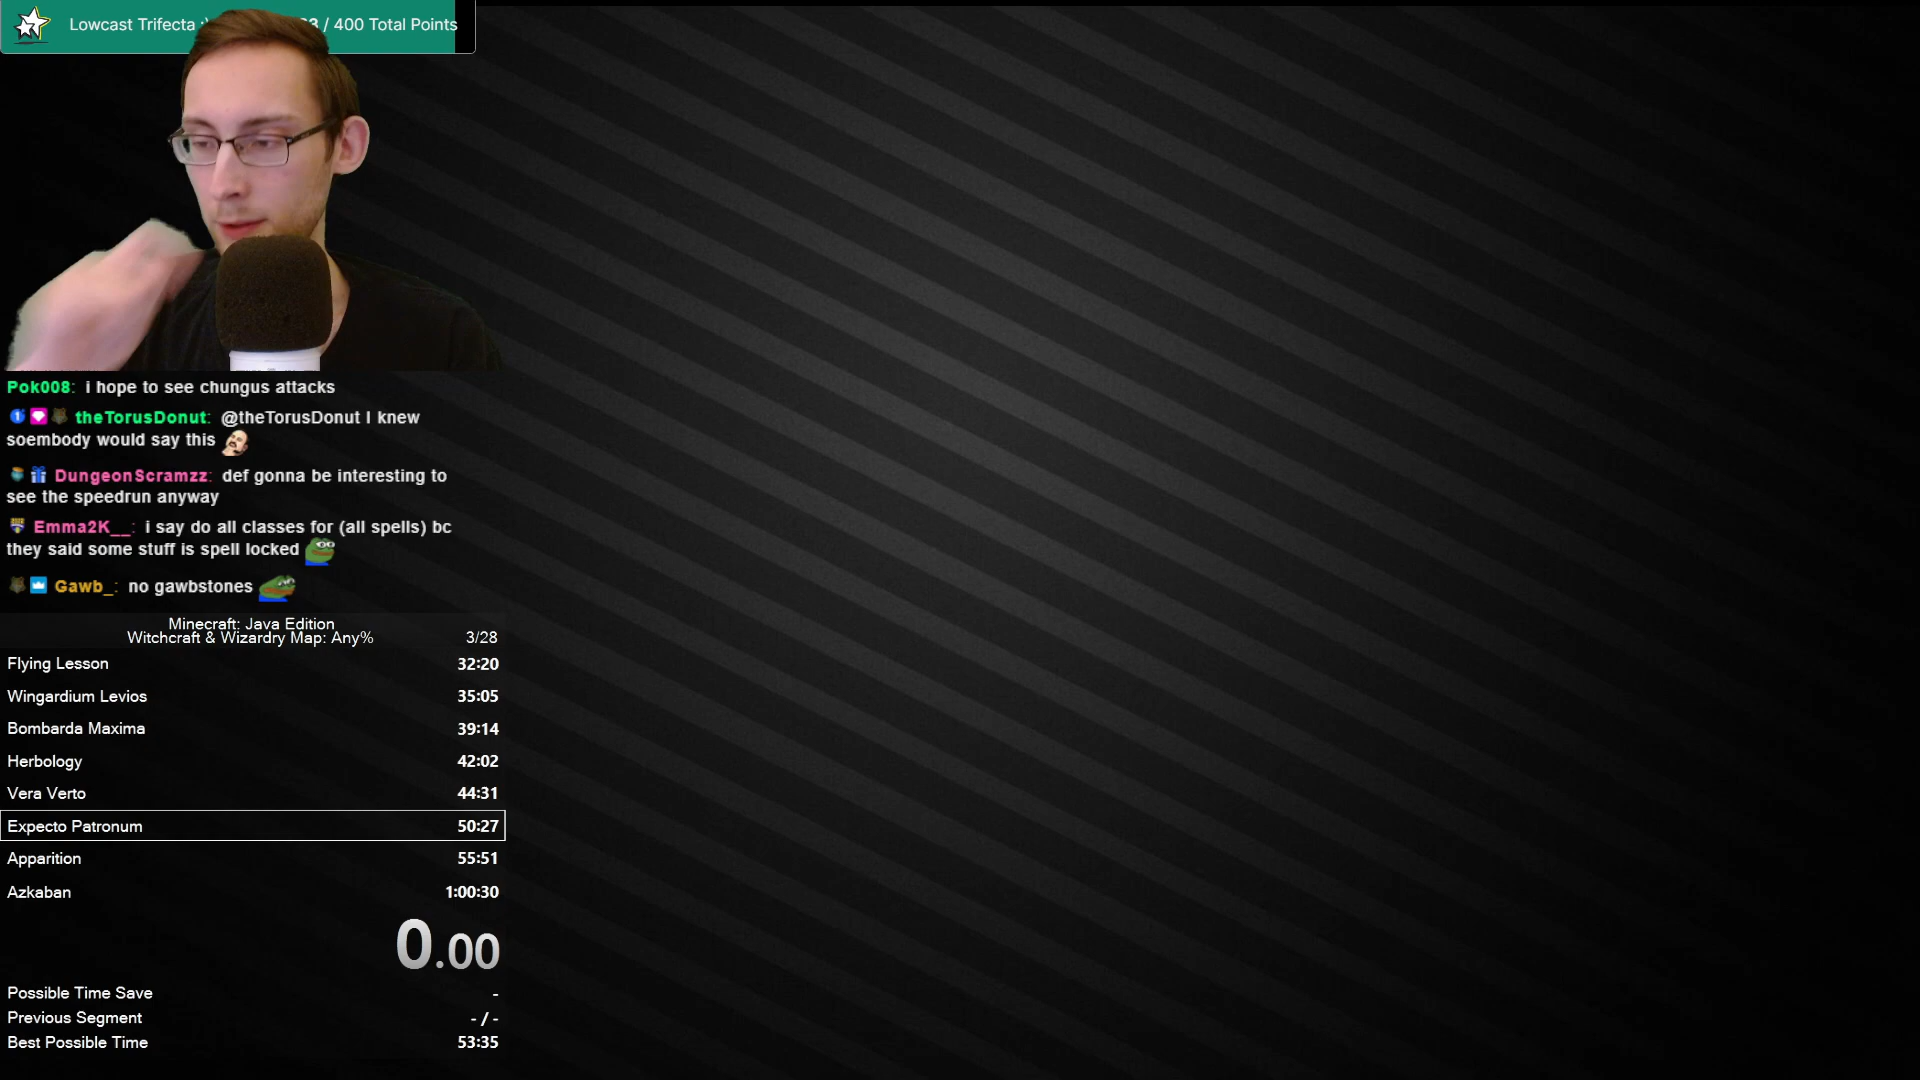 Lowcast Trifecta / 400 Total Points
Pok008: i hope to see chungus attacks
theTorusDonut: @theTorusDonut I knew
soembody would say this
DungeonScramzz: def gonna be interesting to
see the speedrun anyway
Emma2K__: i say do all classes for (all spells) bc
they said some stuff is spell locked
Gawb_: no gawbstones
Minecraft: Java Edition
Witchcraft & Wizardry Map: Any% 3/28
Flying Lesson 32:20
Wingardium Levios 35:05
Bombarda Maxima 39:14
Herbology 42:02
Vera Verto 44:31
Expecto Patronum 50:27
Apparition 55:51
Azkaban 1:00:30
0.00
Possible Time Save -
Previous Segment - / -
Best Possible Time 53:35